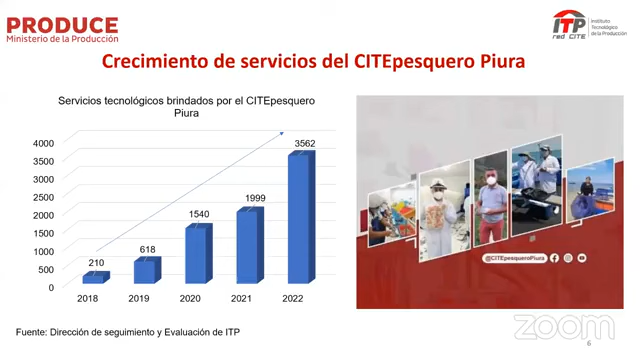 PRODUCE
Ministerio de la Producción
ITP
red CITE
Instituto
Tecnológico
de la Producción
Crecimiento de servicios del CITEpesquero Piura
Servicios tecnológicos brindados por el CITEpesquero
Piura
4000
3500
3000
2500
2000
1500
1000
500
0
210
618
1540
1999
3562
2018
2019
2020
2021
2022
@CITEpesqueroPiura
Fuente: Dirección de seguimiento y Evaluación de ITP
zoom
6